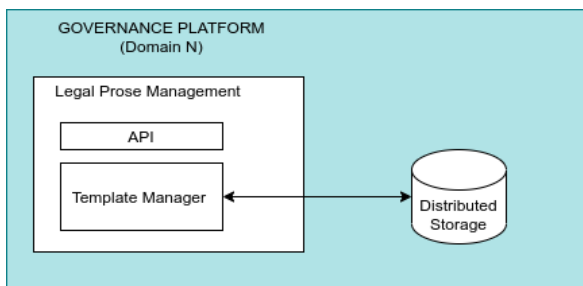 GOVERNANCE PLATFORM
(Domain N)
Legal Prose Management
API
Template Manager
Distributed
Storage